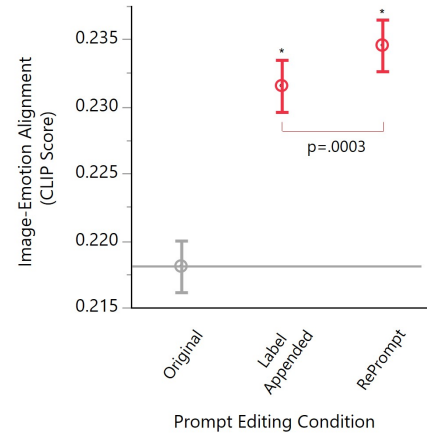 Image-Emotion Alignment
(CLIP Score)
0.235
0.230
0.225
0.220
0.215
*
*
p=.0003
Original
Label
Appended
RePrompt
Prompt Editing Condition